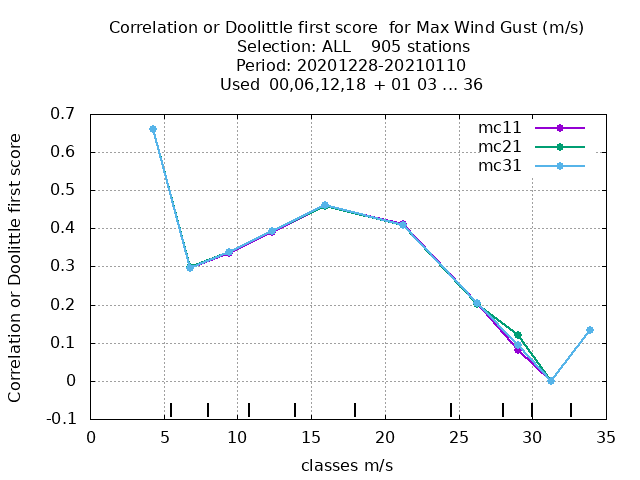 Correlation or Doolittle first score  for Max Wind Gust (m/s)
Selection: ALL    905 stations
Period: 20201228-20210110
Used  00,06,12,18  + 01 03 ... 36
Correlation or Doolittle first score
0.7
0.6
0.5
0.4
0.3
0.2
0.1
0
-0.1
mc11
mc21
mc31
0 5 10 15 20 25 30 35
classes m/s